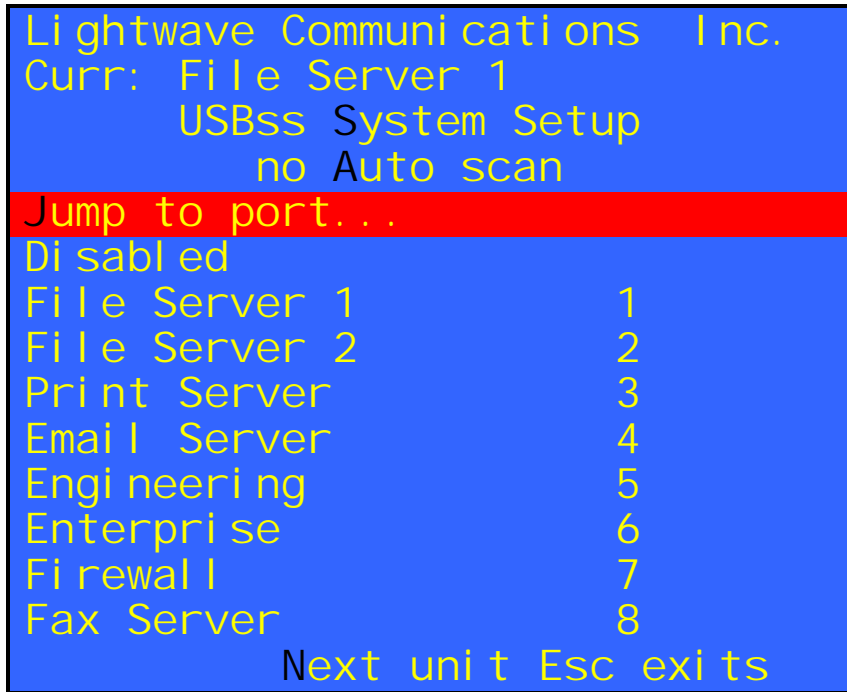 Lightwave Communications Inc.
Curr: File Server 1
USBss System Setup
no Auto scan
Jump to port...
Disabled
File Server 1 1
File Server 2 2
Print Server 3
Email Server 4
Engineering 5
Enterprise 6
Firewall 7
Fax Server 8
Next unit Esc exits